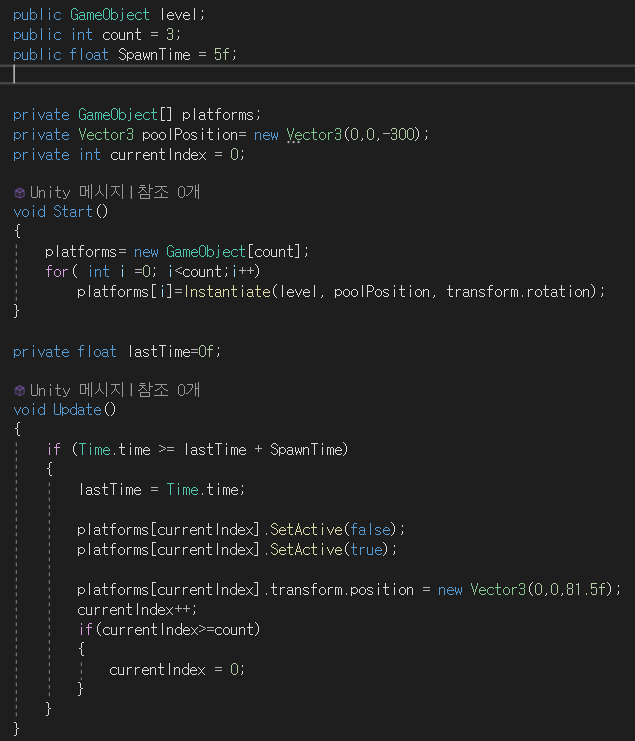 public GameObject level;
public int count = 3;
public float SpawnTime = 5f;
private GameObject[] platforms;
private Vector3 poolPosition= new Vector3(0,0,-300);
private int currentIndex = 0;
Unity 메시지|참조 0개
void Start()
{
platforms= new GameObject[count];
for( int i =0; i<count;i++)
platforms[i]=Instantiate(level, poolPosition, transform.rotation);
}
private float lastTime=0f;
Unity 메시지|참조 0개
void Update()
{
if (Time.time >= lastTime + SpawnTime)
{
lastTime = Time.time;
platforms[currentIndex].SetActive(false);
platforms[currentIndex].SetActive(true);
platforms[currentIndex].transform.position = new Vector3(0,0,81.5f);
currentIndex++;
if(currentIndex>=count)
{
currentIndex = 0;
}
}
}